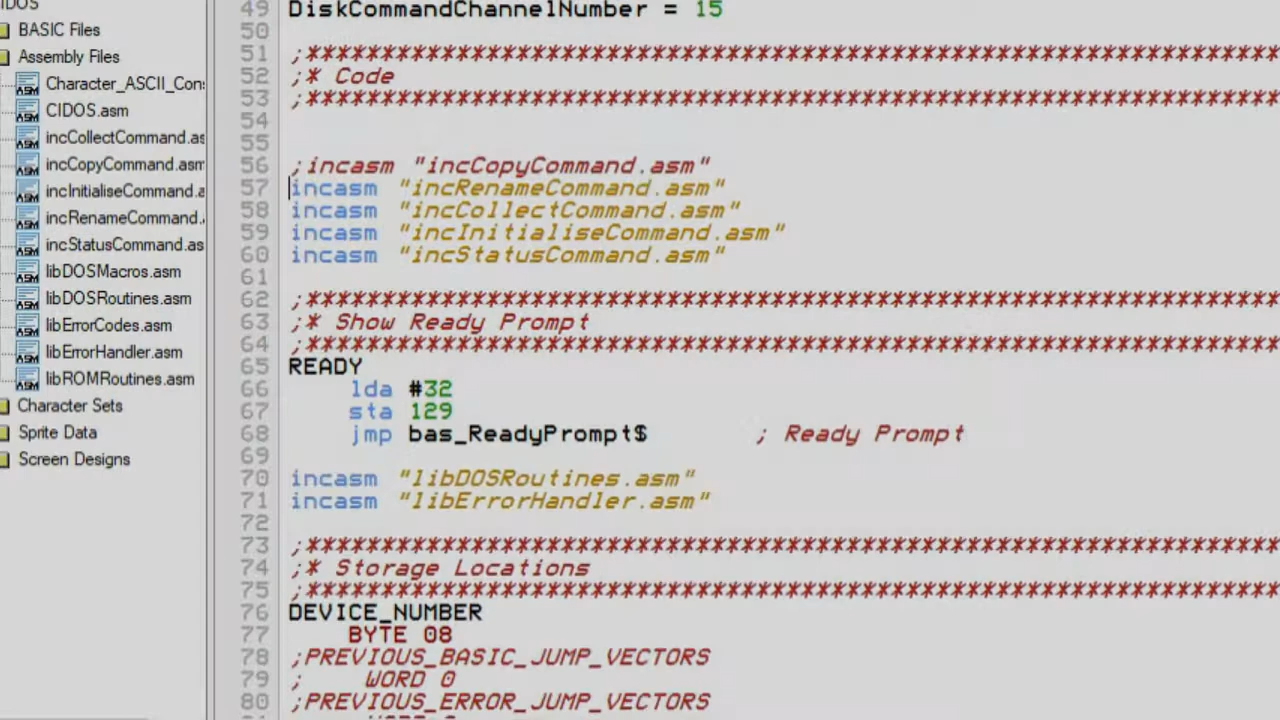 IDOS
BASIC Files
Assembly Files
Character_ASCII_Con
CIDOS.asm
incCollectCommand.as
incCopyCommand.asm
incInitialiseCommand.a
incRenameCommand.
incStatusCommand.as
libDOSMacros.asm
libDOSRoutines.asm
libErrorCodes.asm
libErrorHandler.asm
libROMRoutines.asm
Character Sets
Sprite Data
Screen Designs
49 DiskCommandChannelNumber = 15
50
51 ;*******************************************************************
52 ;* Code
53 ;*******************************************************************
54
55
56 ;incasm "incCopyCommand.asm"
57 incasm "incRenameCommand.asm"
58 incasm "incCollectCommand.asm"
59 incasm "incInitialiseCommand.asm"
60 incasm "incStatusCommand.asm"
61
62 ;*******************************************************************
63 ;* Show Ready Prompt
64 ;*******************************************************************
65 READY
66 lda #32
67 sta 129
68 jmp bas_ReadyPrompt$ ; Ready Prompt
69
70 incasm "libDOSRoutines.asm"
71 incasm "libErrorHandler.asm"
72
73 ;*******************************************************************
74 ;* Storage Locations
75 ;*******************************************************************
76 DEVICE_NUMBER
77 BYTE 08
78 ;PREVIOUS_BASIC_JUMP_VECTORS
79 ; WORD 0
80 ;PREVIOUS_ERROR_JUMP_VECTORS